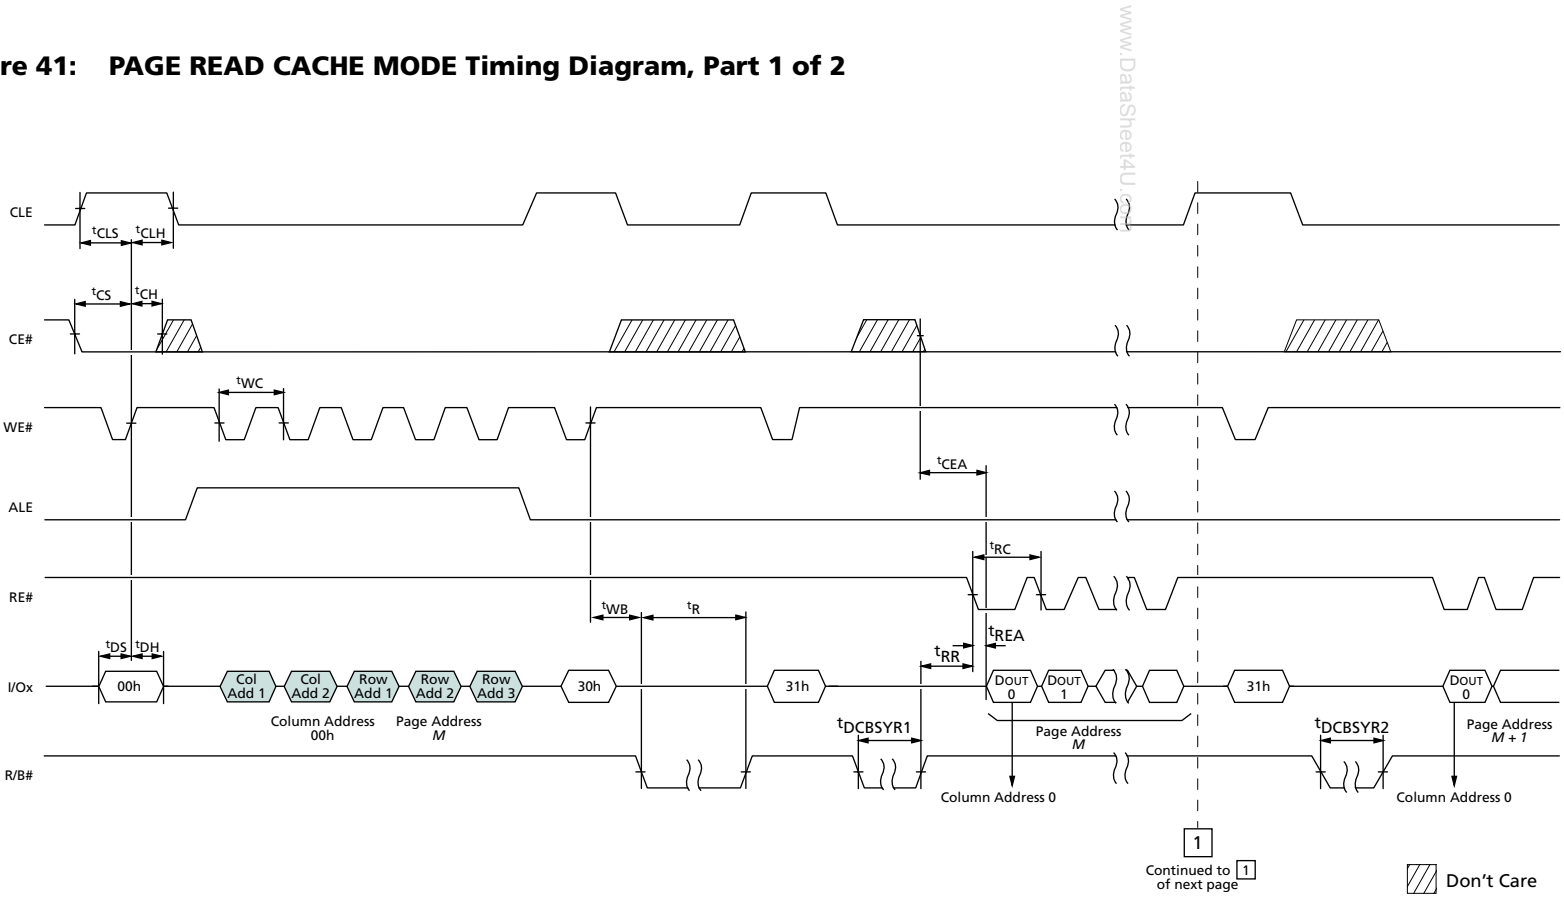 www.DataSheet4U.com
re 41: PAGE READ CACHE MODE Timing Diagram, Part 1 of 2
CLE
tCLS tCLH
tCS tCH
CE#
tWC
WE#
tCEA
ALE
tRC
RE#
tWB tR
tDS tDH
tREA
tRR
I/Ox
00h
Col Add 1
Col Add 2
Row Add 1
Row Add 2
Row Add 3
30h
31h
DOUT 0
DOUT 1
31h
DOUT 0
Column Address 00h
Page Address M
tDCBSYR1
Page Address M
tDCBSYR2
Page Address M + 1
R/B#
Column Address 0
Column Address 0
1
Continued to 1
of next page
Don't Care